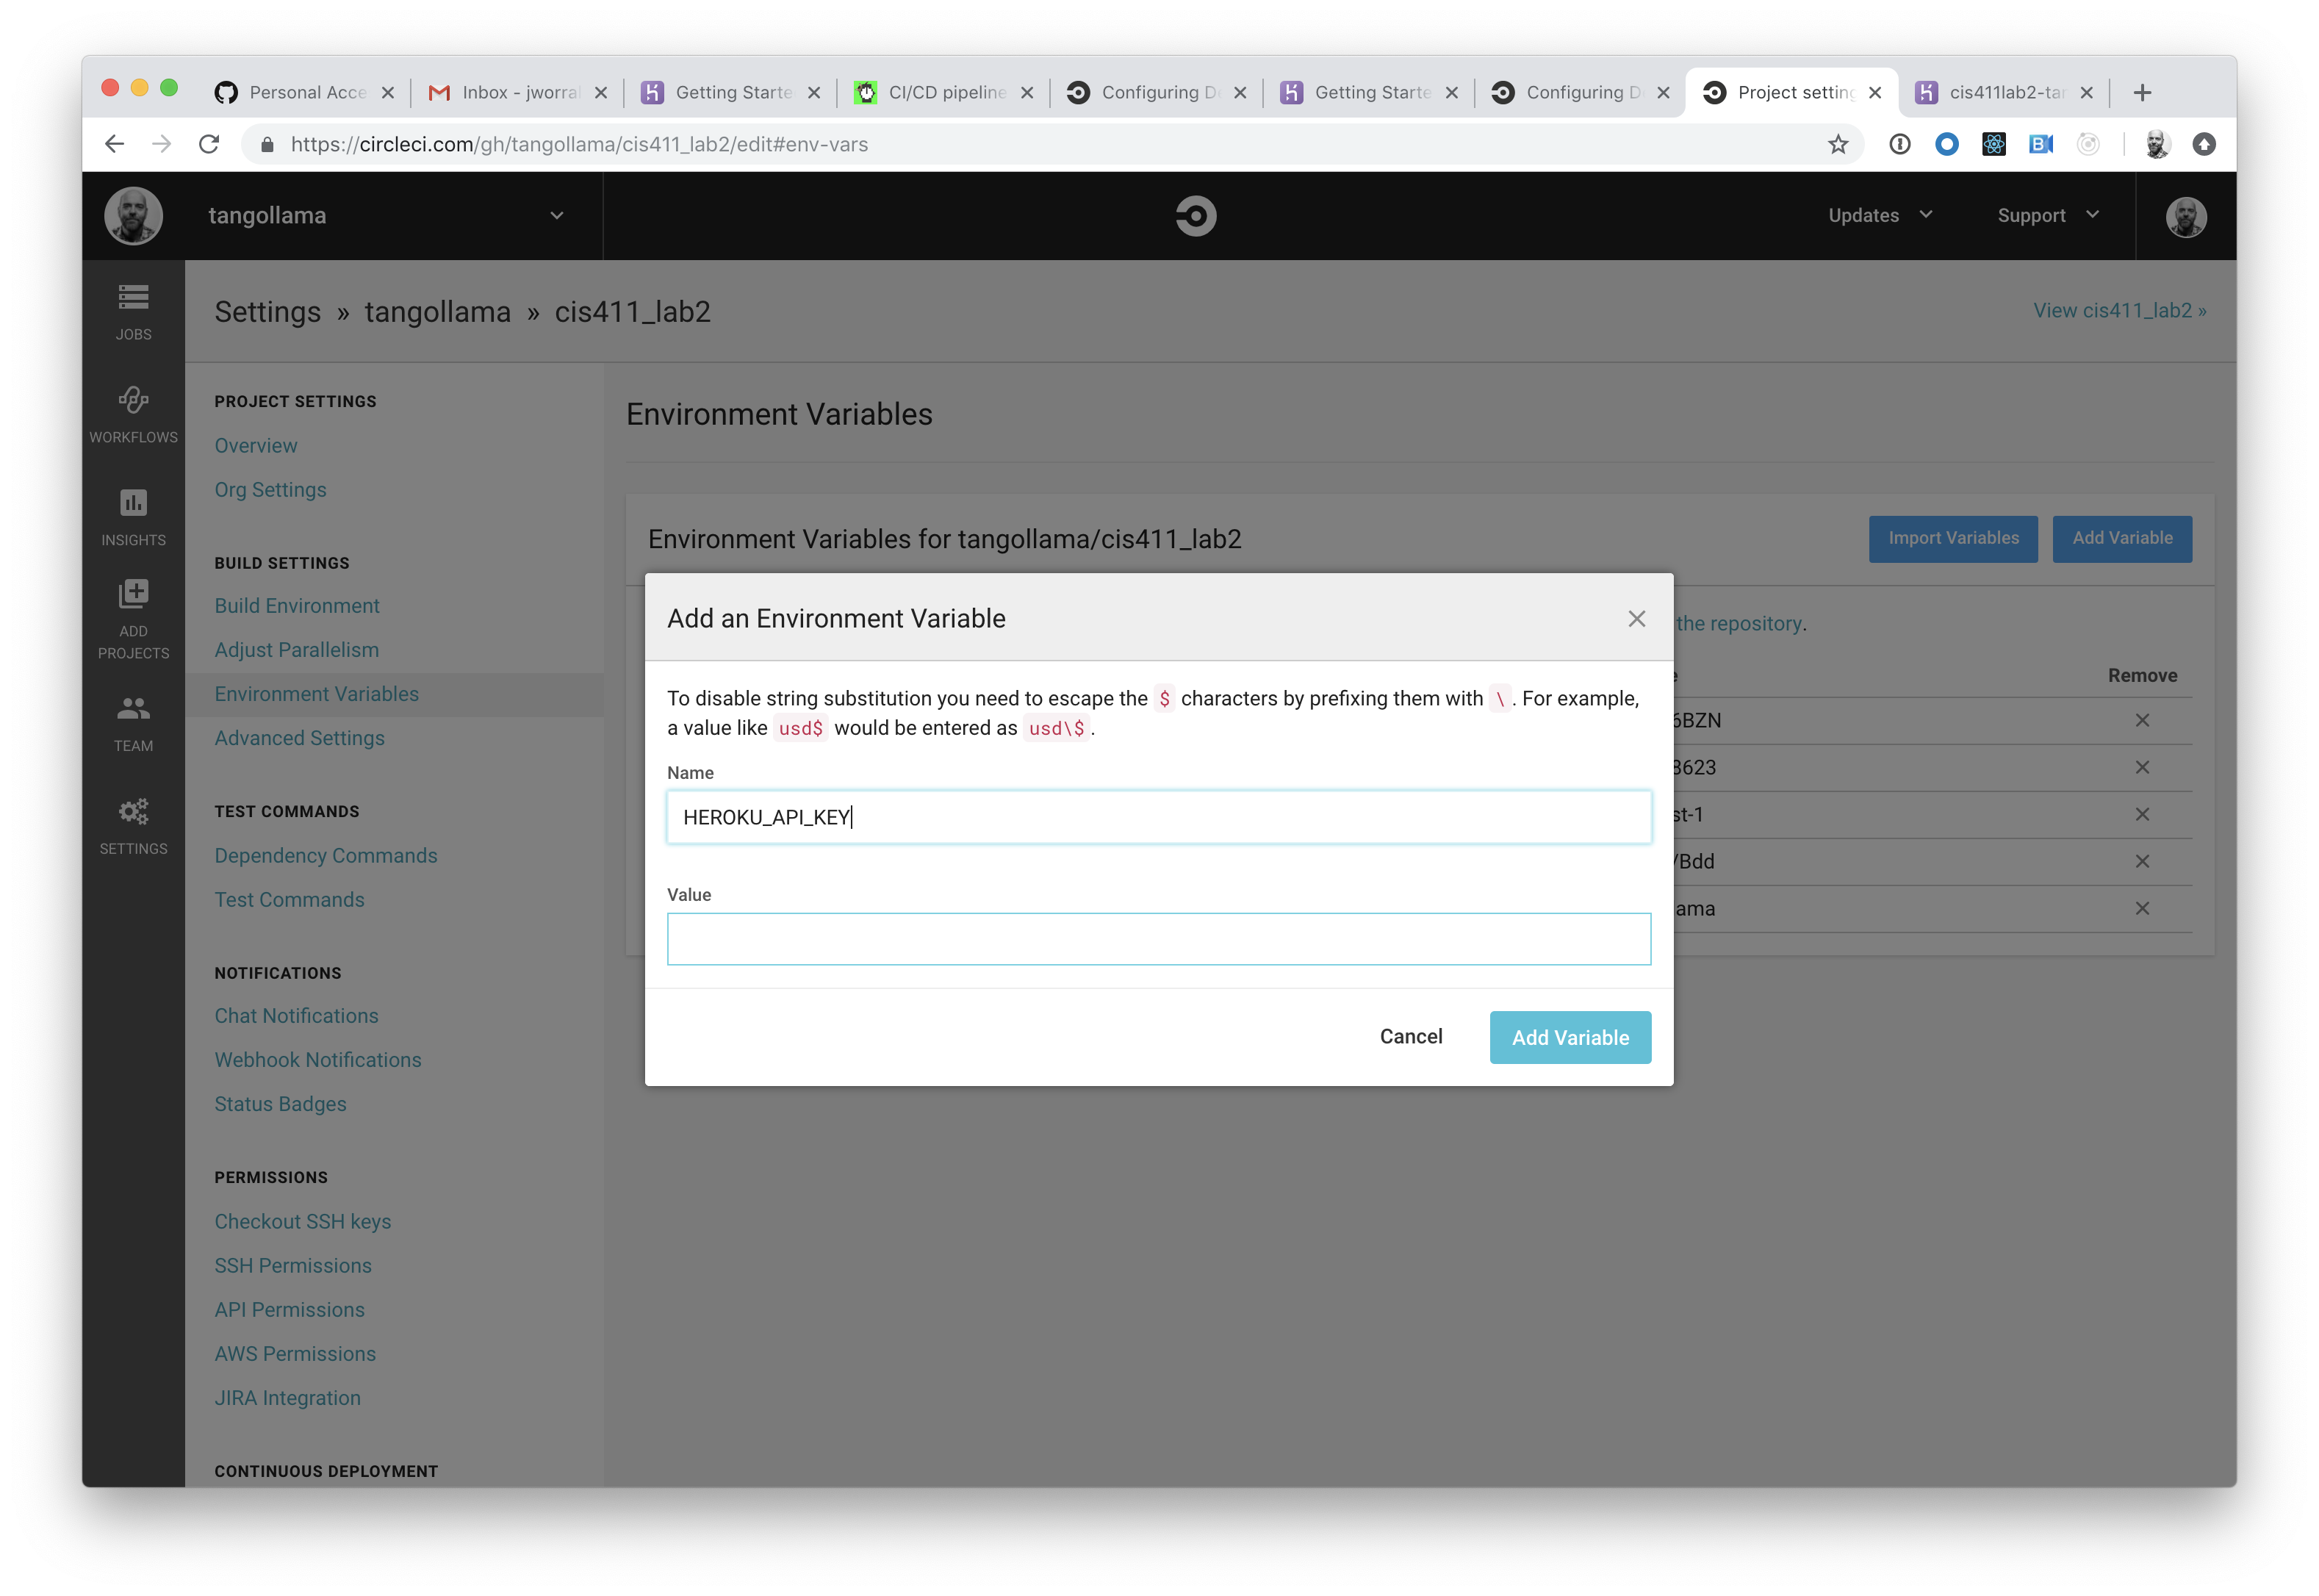 Personal Acce
Inbox - jworral
Getting Starte
CI/CD pipeline
Configuring D
Getting Starte
Configuring D
Project setting
cis411lab2-tar
https://circleci.com/gh/tangollama/cis411_lab2/edit#env-vars
tangollama
Updates
Support
JOBS
WORKFLOWS
INSIGHTS
ADD
PROJECTS
TEAM
SETTINGS
Settings » tangollama » cis411_lab2
View cis411_lab2 »
PROJECT SETTINGS
Overview
Org Settings
BUILD SETTINGS
Build Environment
Adjust Parallelism
Environment Variables
Advanced Settings
TEST COMMANDS
Dependency Commands
Test Commands
NOTIFICATIONS
Chat Notifications
Webhook Notifications
Status Badges
PERMISSIONS
Checkout SSH keys
SSH Permissions
API Permissions
AWS Permissions
JIRA Integration
CONTINUOUS DEPLOYMENT
Environment Variables
Environment Variables for tangollama/cis411_lab2
Import Variables
Add Variable
the repository.
Remove
6BZN
8623
st-1
/Bdd
ama
Add an Environment Variable
To disable string substitution you need to escape the $ characters by prefixing them with \. For example,
a value like usd$ would be entered as usd\$.
Name
HEROKU_API_KEY
Value
Cancel
Add Variable